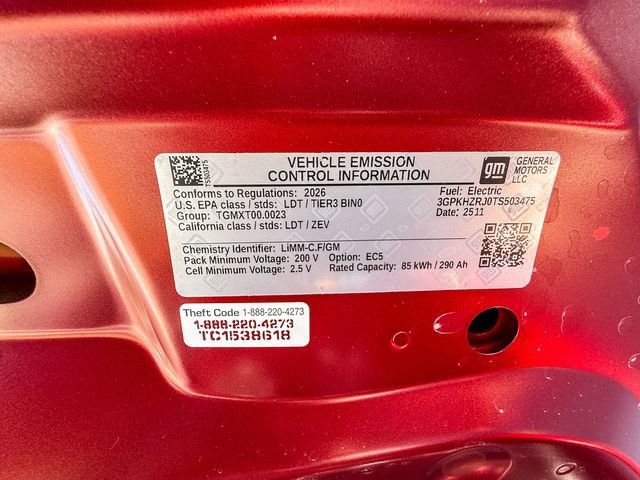 TS503475
VEHICLE EMISSION
CONTROL INFORMATION
gm
GENERAL
MOTORS
LLC
Conforms to Regulations: 2026
U.S. EPA class / stds: LDT / TIER3 BIN0
Group: TGMXT00.0023
California class / stds: LDT / ZEV
Fuel: Electric
3GPKHZRJ0TS503475
Date: 2511
Chemistry Identifier: LiMM-C.F/GM
Pack Minimum Voltage: 200 V Option: EC5
Cell Minimum Voltage: 2.5 V Rated Capacity: 85 kWh / 290 Ah
Theft Code 1-888-220-4273
1-888-220-4273
TC1538618